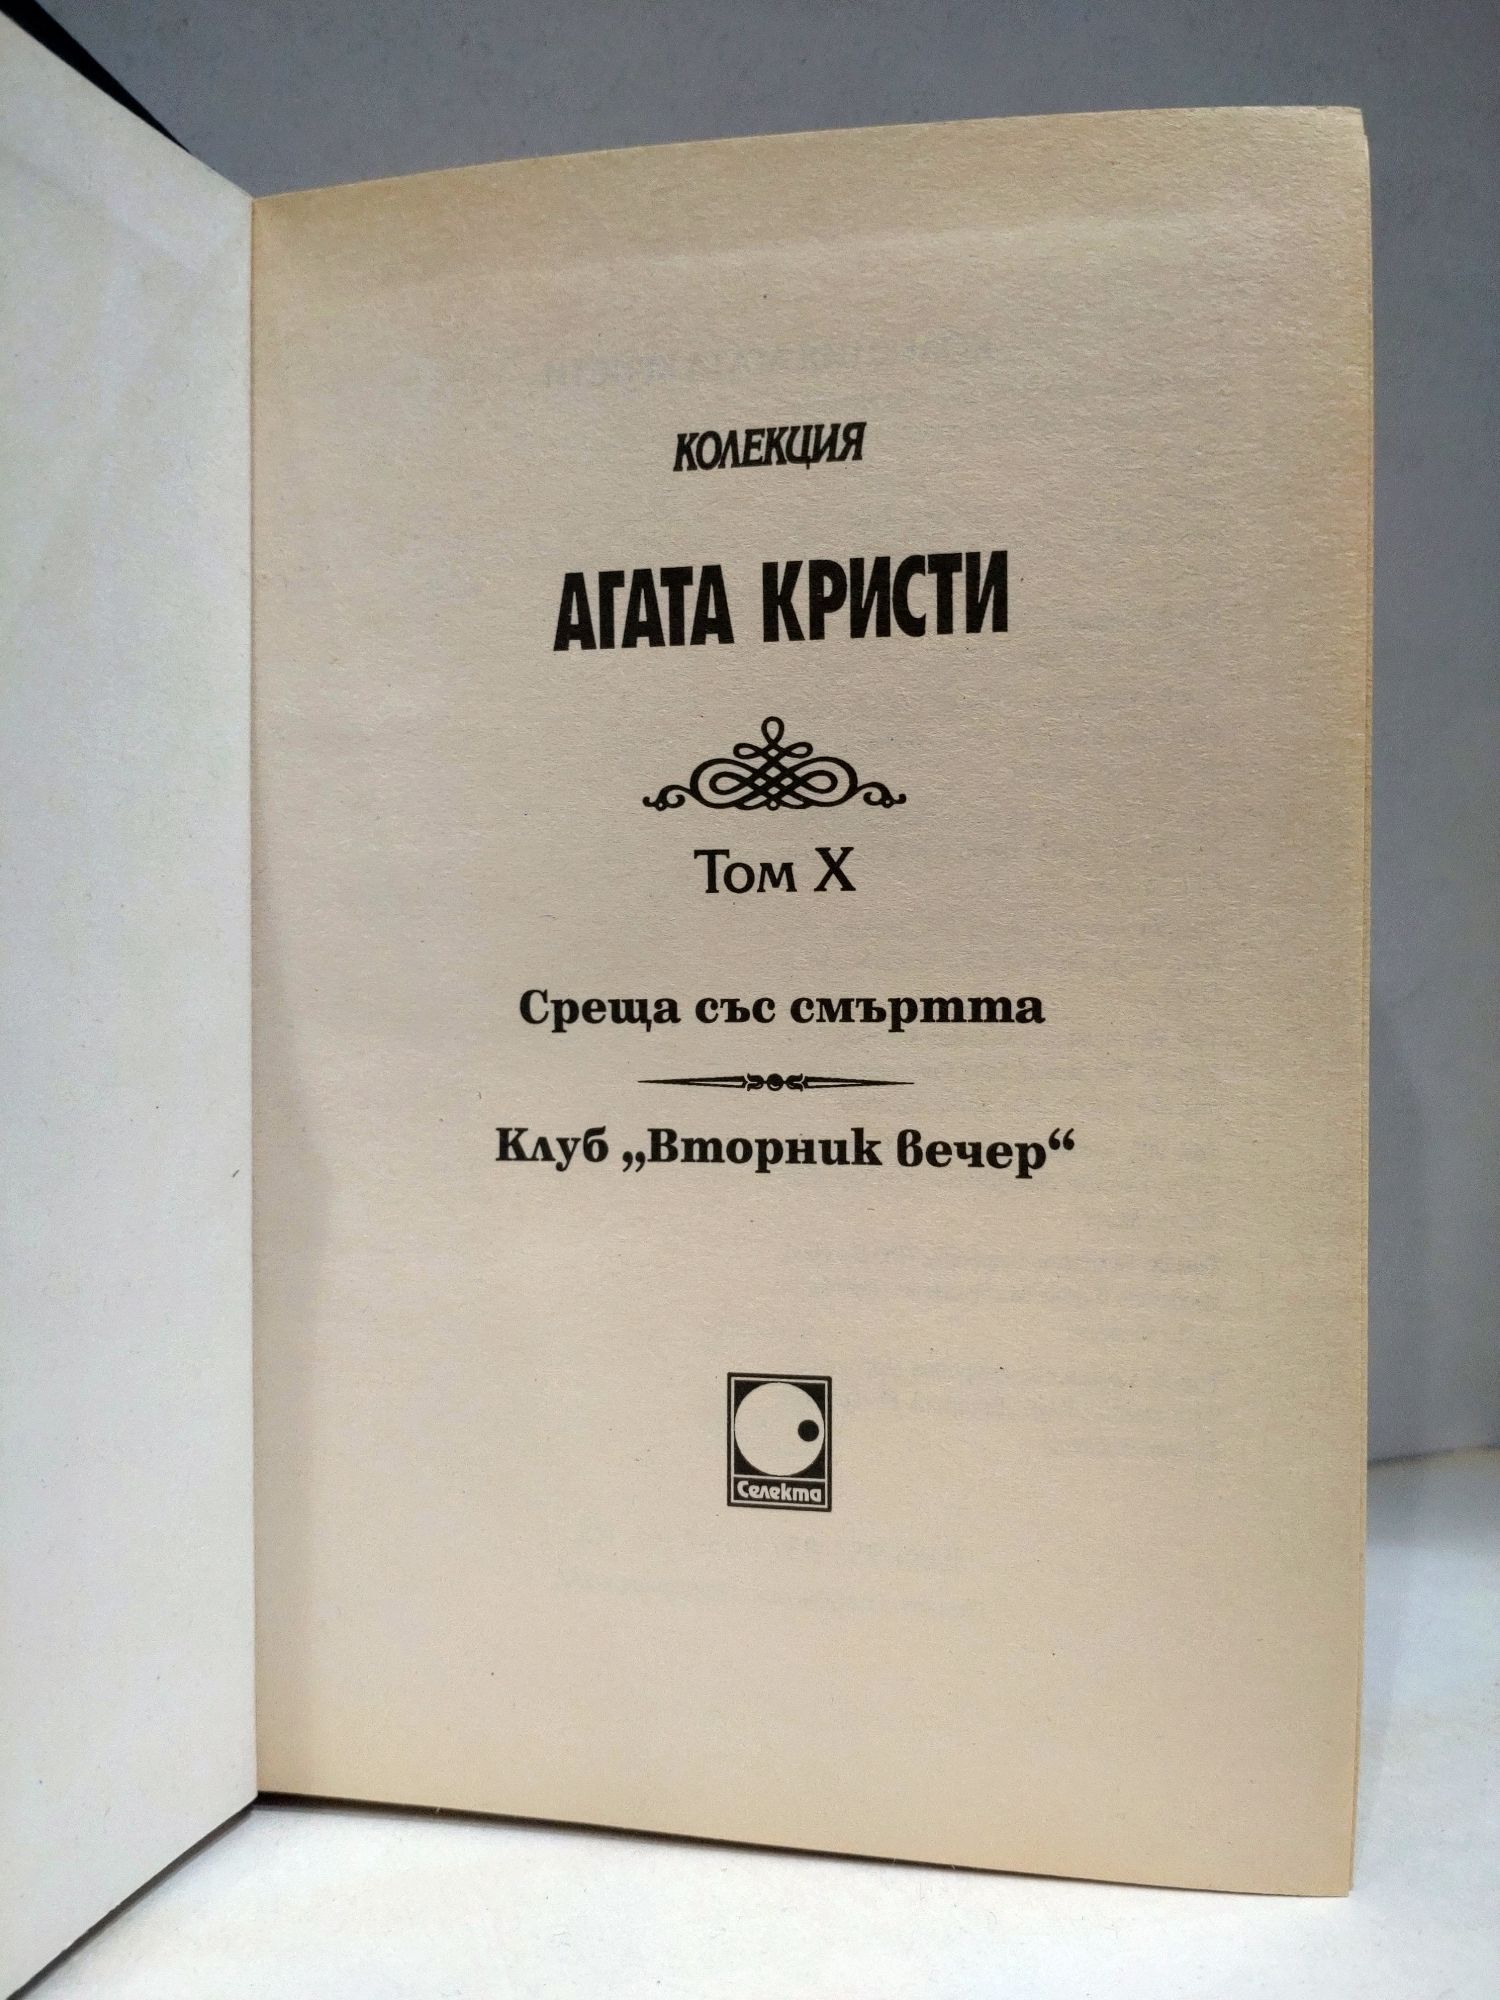 КОЛЕКЦИЯ
АГАТА КРИСТИ
Том X
Среща със смъртта
Клуб „Вторник вечер“
Селекта